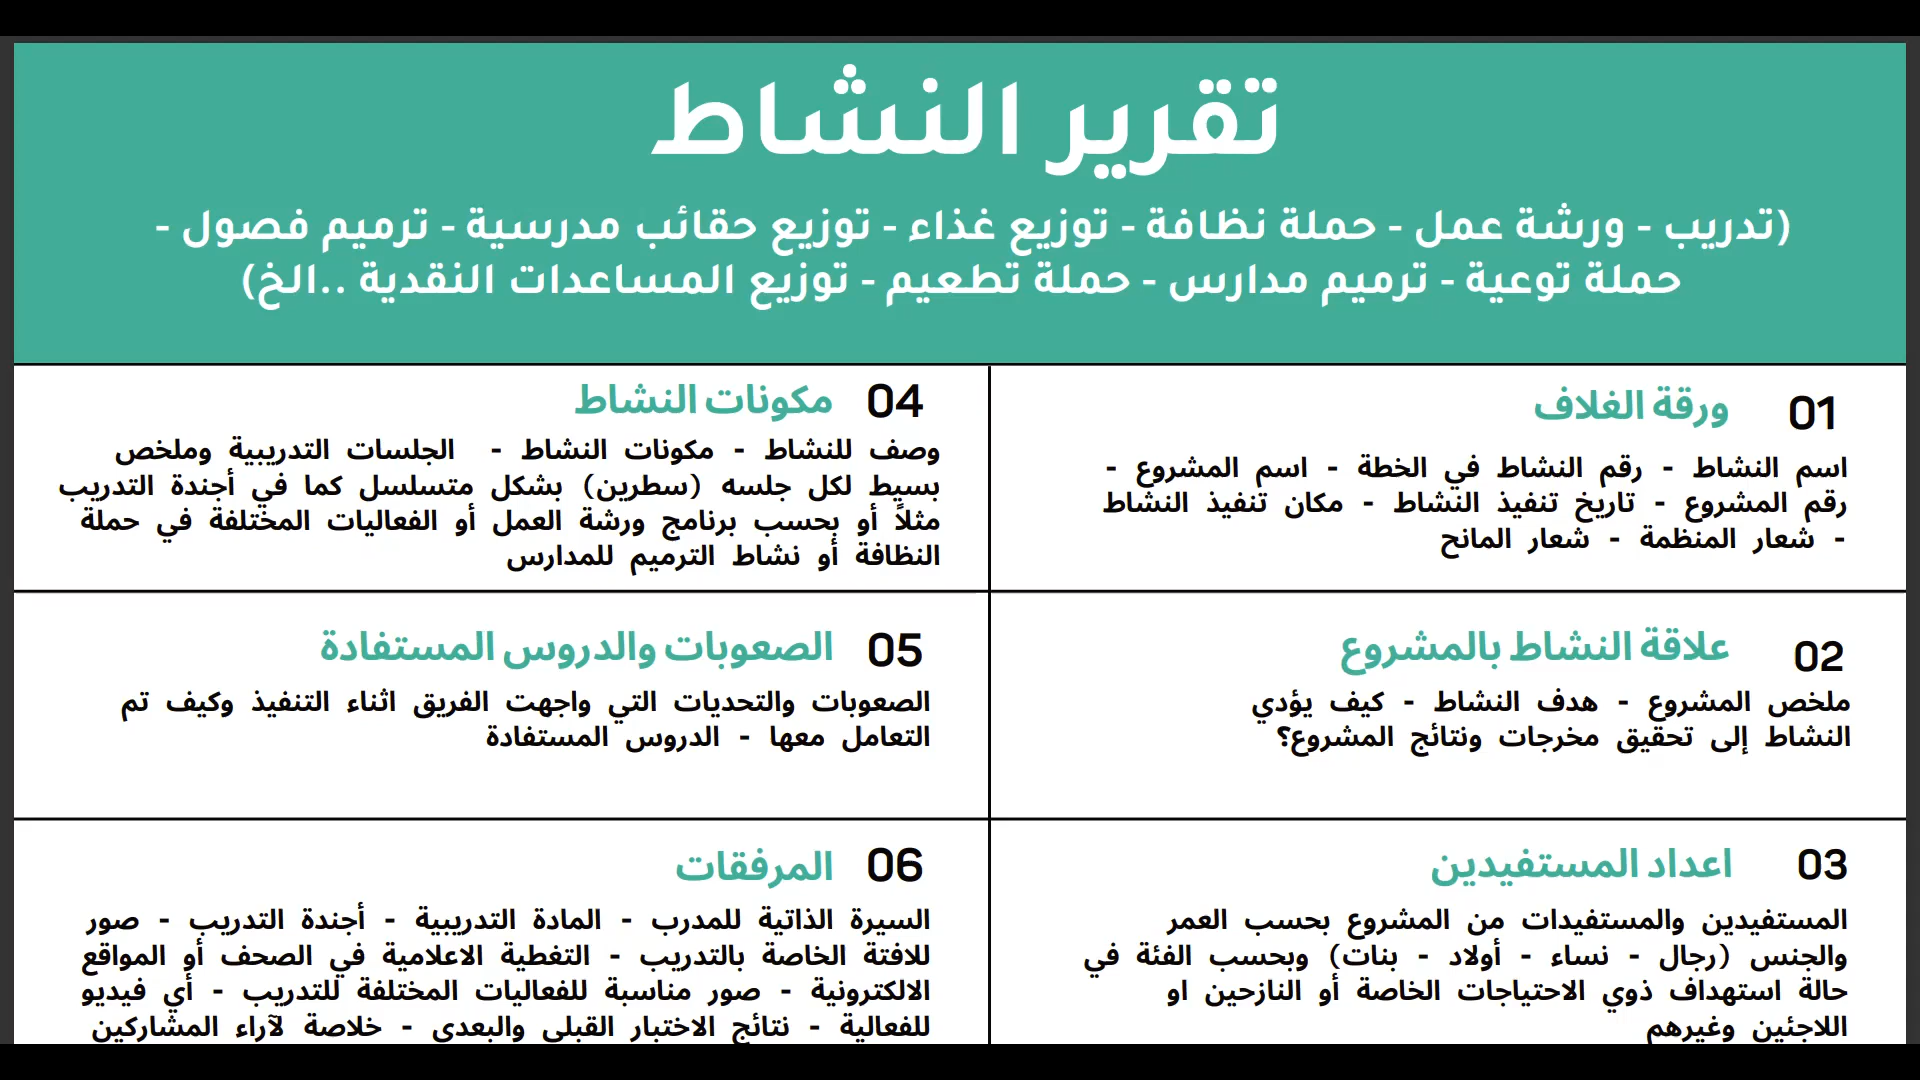 تقرير النشاط
(تدريب - ورشة عمل - حملة نظافة - توزيع غذاء - توزيع حقائب مدرسية - ترميم فصول -
حملة توعية - ترميم مدارس - حملة تطعيم - توزيع المساعدات النقدية ..الخ)
01 ورقة الغلاف
اسم النشاط - رقم النشاط في الخطة - اسم المشروع -
رقم المشروع - تاريخ تنفيذ النشاط - مكان تنفيذ النشاط
- شعار المنظمة - شعار المانح
02 علاقة النشاط بالمشروع
ملخص المشروع - هدف النشاط - كيف يؤدي
النشاط إلى تحقيق مخرجات ونتائج المشروع؟
03 اعداد المستفيدين
المستفيدين والمستفيدات من المشروع بحسب العمر
والجنس (رجال - نساء - أولاد - بنات) وبحسب الفئة في
حالة استهداف ذوي الاحتياجات الخاصة أو النازحين او
اللاجئين وغيرهم
04 مكونات النشاط
وصف للنشاط - مكونات النشاط - الجلسات التدريبية وملخص
بسيط لكل جلسه (سطرين) بشكل متسلسل كما في أجندة التدريب
مثلاً أو بحسب برنامج ورشة العمل أو الفعاليات المختلفة في حملة
النظافة أو نشاط الترميم للمدارس
05 الصعوبات والدروس المستفادة
الصعوبات والتحديات التي واجهت الفريق اثناء التنفيذ وكيف تم
التعامل معها - الدروس المستفادة
06 المرفقات
السيرة الذاتية للمدرب - المادة التدريبية - أجندة التدريب - صور
للافتة الخاصة بالتدريب - التغطية الاعلامية في الصحف أو المواقع
الالكترونية - صور مناسبة للفعاليات المختلفة للتدريب - أي فيديو
للفعالية - نتائج الاختبار القبلي والبعدي - خلاصة لآراء المشاركين